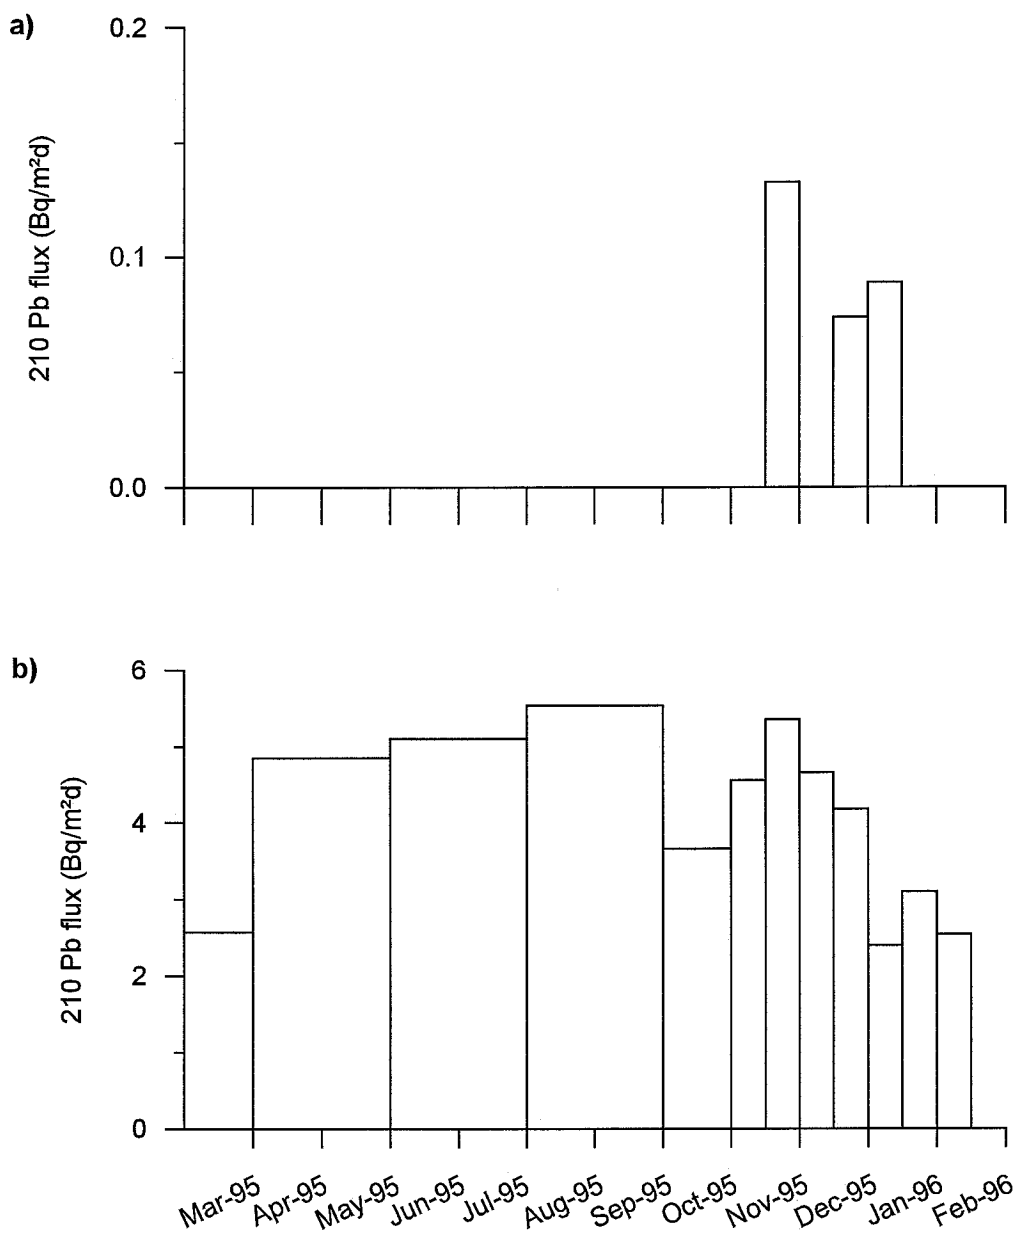 a)
0.2
0.1
0.0
210 Pb flux (Bq/m²d)
b)
6
4
2
0
210 Pb flux (Bq/m²d)
Mar-95
Apr-95
May-95
Jun-95
Jul-95
Aug-95
Sep-95
Oct-95
Nov-95
Dec-95
Jan-96
Feb-96